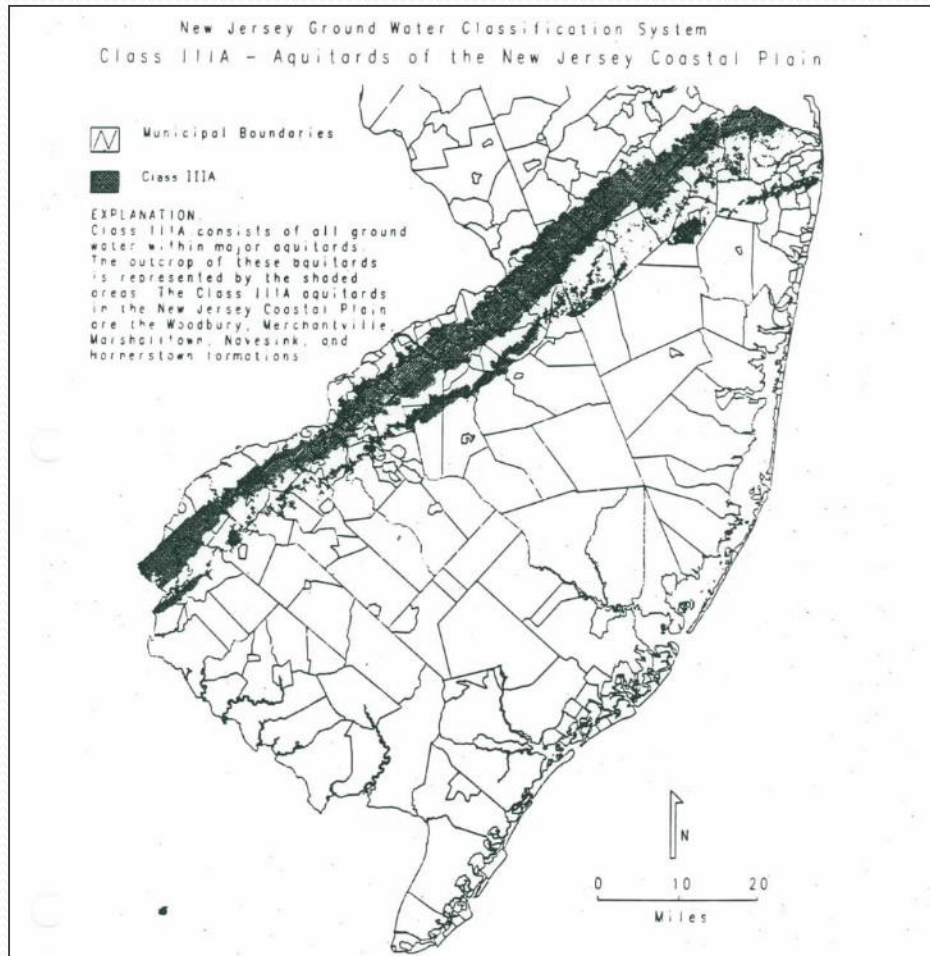 New Jersey Ground Water Classification System
Class IIIA - Aquitards of the New Jersey Coastal Plain
Municipal Boundaries
Class IIIA
EXPLANATION
Class IIIA consists of all ground
water within major aquitards.
The outcrop of these aquitards
is represented by the shaded
areas. The Class IIIA aquitards
in the New Jersey Coastal Plain
are the Woodbury, Merchantville,
Marshalltown, Navesink, and
Hornerstown formations
N
0 10 20
Miles